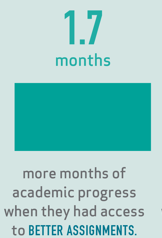 1.7
months
more months of
academic progress
when they had access
to BETTER ASSIGNMENTS.